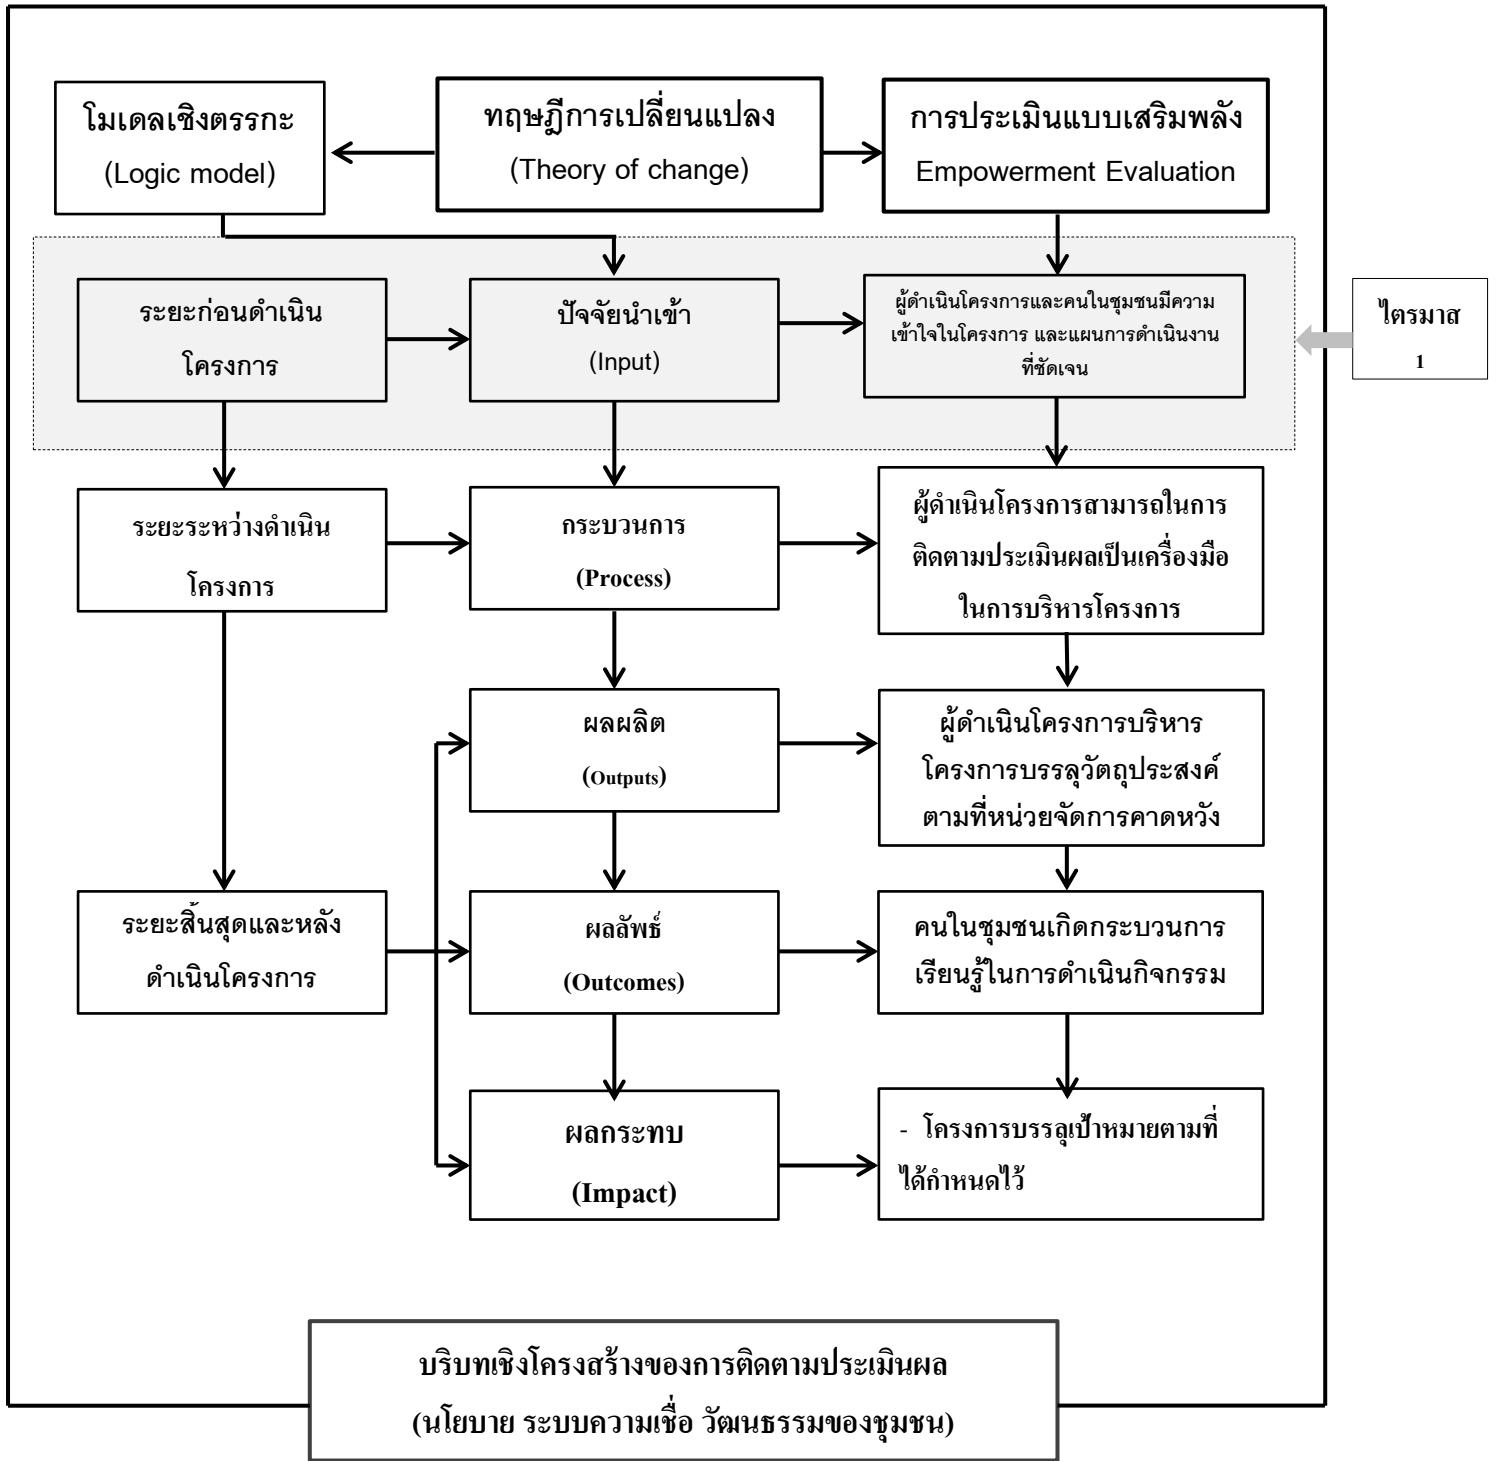 โมเดลเชิงตรรกะ
(Logic model)
ทฤษฎีการเปลี่ยนแปลง
(Theory of change)
การประเมินแบบเสริมพลัง
Empowerment Evaluation
ระยะก่อนดำเนิน
โครงการ
ปัจจัยนำเข้า
(Input)
ผู้ดำเนินโครงการและคนในชุมชนมีความ
เข้าใจในโครงการ และแผนการดำเนินงาน
ที่ชัดเจน
ไตรมาส
1
ระยะระหว่างดำเนิน
โครงการ
กระบวนการ
(Process)
ผู้ดำเนินโครงการสามารถในการ
ติดตามประเมินผลเป็นเครื่องมือ
ในการบริหารโครงการ
ผลผลิต
(Outputs)
ผู้ดำเนินโครงการบริหาร
โครงการบรรลุวัตถุประสงค์
ตามที่หน่วยจัดการคาดหวัง
ระยะสิ้นสุดและหลัง
ดำเนินโครงการ
ผลลัพธ์
(Outcomes)
คนในชุมชนเกิดกระบวนการ
เรียนรู้ในการดำเนินกิจกรรม
ผลกระทบ
(Impact)
- โครงการบรรลุเป้าหมายตามที่
ได้กำหนดไว้
บริบทเชิงโครงสร้างของการติดตามประเมินผล
(นโยบาย ระบบความเชื่อ วัฒนธรรมของชุมชน)